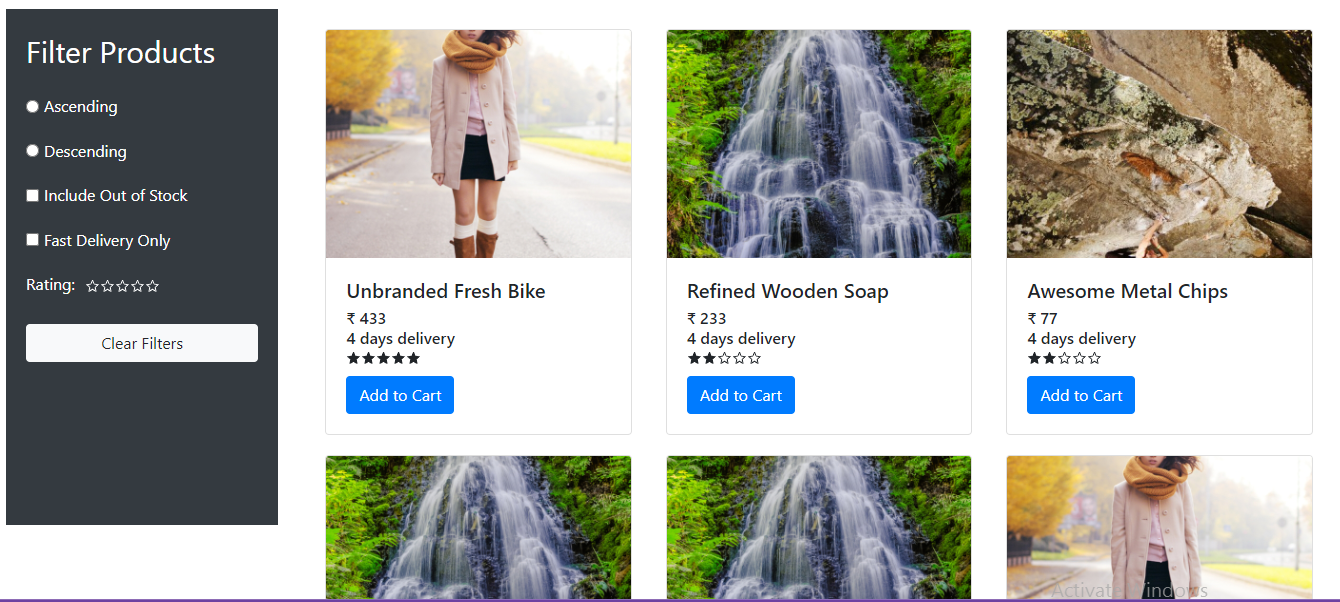 Filter Products
Ascending
Descending
Include Out of Stock
Fast Delivery Only
Rating:
Clear Filters
Unbranded Fresh Bike
₹ 433
4 days delivery
Add to Cart
Refined Wooden Soap
₹ 233
4 days delivery
Add to Cart
Awesome Metal Chips
₹ 77
4 days delivery
Add to Cart
Activate Windows